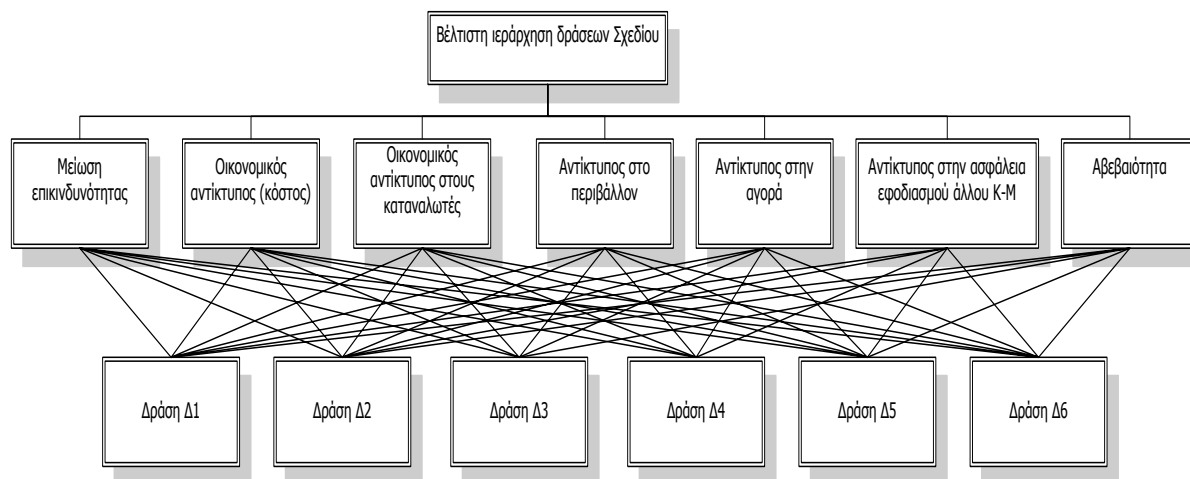 Βέλτιστη ιεράρχηση δράσεων Σχεδίου
Μείωση
επικινδυνότητας
Οικονομικός
αντίκτυπος (κόστος)
Οικονομικός
αντίκτυπος στους
καταναλωτές
Αντίκτυπος στο
περιβάλλον
Αντίκτυπος στην
αγορά
Αντίκτυπος στην ασφάλεια
εφοδιασμού άλλου Κ-Μ
Αβεβαιότητα
Δράση Δ1
Δράση Δ2
Δράση Δ3
Δράση Δ4
Δράση Δ5
Δράση Δ6